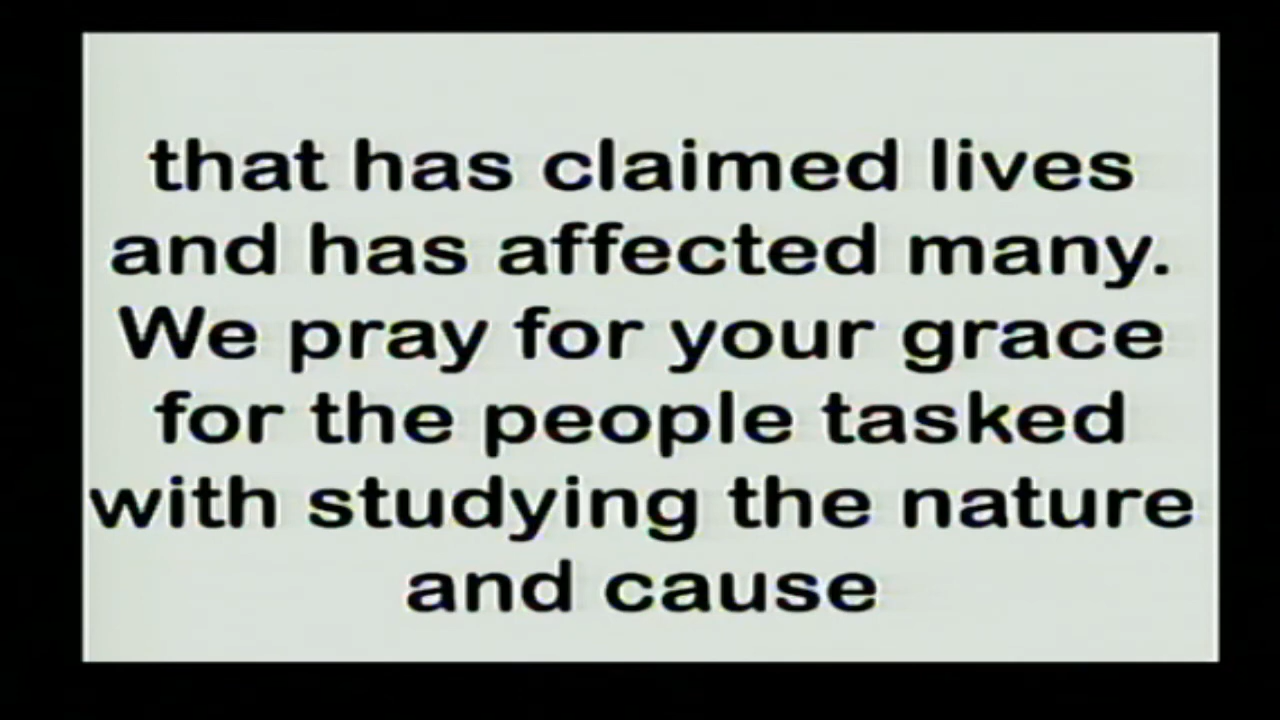 that has claimed lives
and has affected many.
We pray for your grace
for the people tasked
with studying the nature
and cause